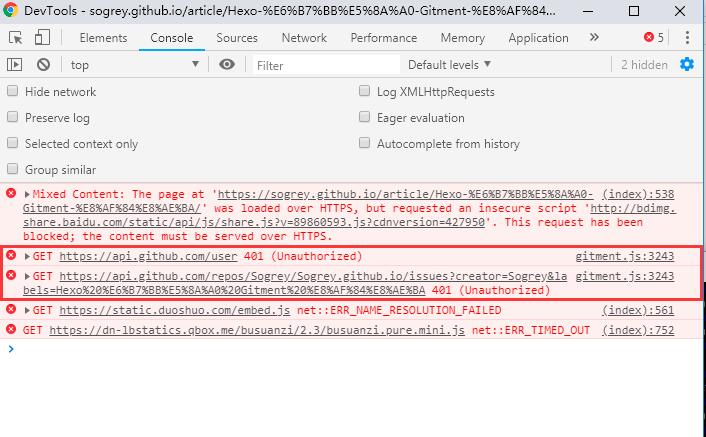 DevTools - sogrey.github.io/article/Hexo-%E6%B7%BB%E5%8A%A0-Gitment-%E8%AF%84...
Elements Console Sources Network Performance Memory Application » 5
top Filter Default levels ▼ 2 hidden
Hide network Log XMLHttpRequests
Preserve log Eager evaluation
Selected context only Autocomplete from history
Group similar
Mixed Content: The page at 'https://sogrey.github.io/article/Hexo-%E6%B7%BB%E5%8A%A0- (index):538
Gitment-%E8%AF%84%E8%AE%BA/' was loaded over HTTPS, but requested an insecure script 'http://bdimg.
share.baidu.com/static/api/js/share.js?v=89860593.js?cdnversion=427950'. This request has been
blocked; the content must be served over HTTPS.
GET https://api.github.com/user 401 (Unauthorized) gitment.js:3243
GET https://api.github.com/repos/Sogrey/Sogrey.github.io/issues?creator=Sogrey&la gitment.js:3243
bels=Hexo%20%E6%B7%BB%E5%8A%A0%20Gitment%20%E8%AF%84%E8%AE%BA 401 (Unauthorized)
GET https://static.duoshuo.com/embed.js net::ERR_NAME_RESOLUTION_FAILED (index):561
GET https://dn-lbstatics.qbox.me/busuanzi/2.3/busuanzi.pure.mini.js net::ERR_TIMED_OUT (index):752